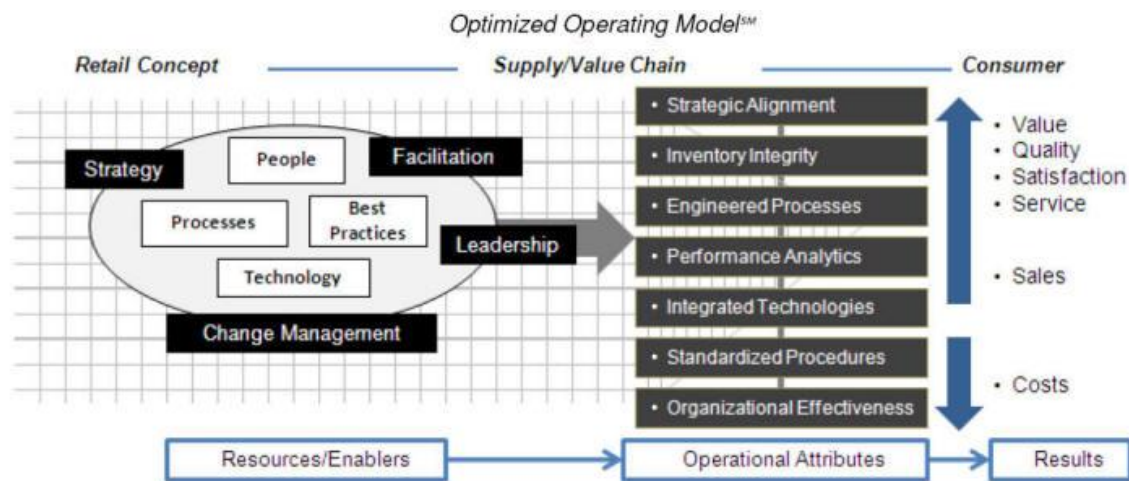 Optimized Operating Model℠
Retail Concept
Supply/Value Chain
Consumer
Strategy
People
Facilitation
Processes
Best
Practices
Leadership
Technology
Change Management
• Strategic Alignment
• Inventory Integrity
• Engineered Processes
• Performance Analytics
• Integrated Technologies
• Standardized Procedures
• Organizational Effectiveness
• Value
• Quality
• Satisfaction
• Service
• Sales
• Costs
Resources/Enablers
Operational Attributes
Results